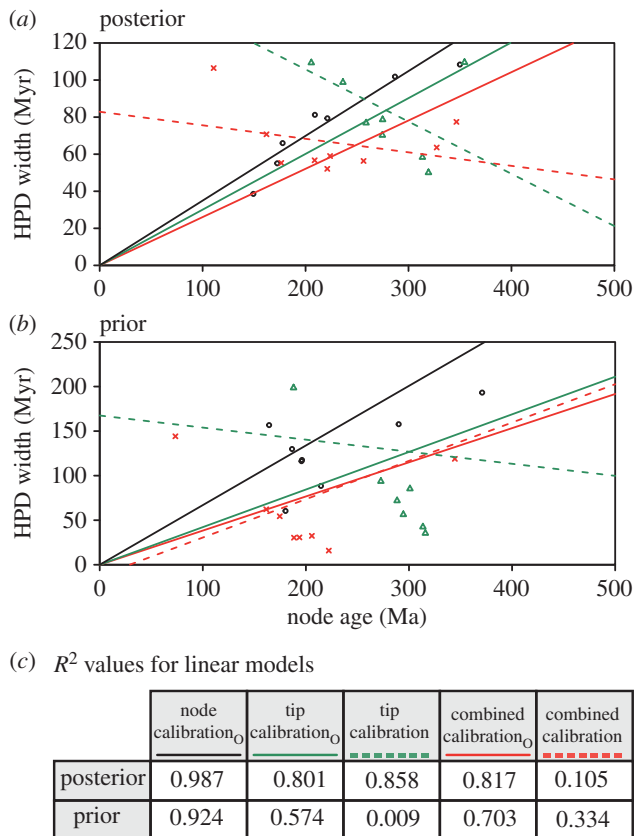 (a) posterior
120
100
80
60
40
20
0
HPD width (Myr)
0 100 200 300 400 500
(b) prior
250
200
150
100
50
0
HPD width (Myr)
0 100 200 300 400 500
node age (Ma)
(c) R² values for linear models
node calibrationO tip calibrationO tip calibration combined calibrationO combined calibration
posterior 0.987 0.801 0.858 0.817 0.105
prior 0.924 0.574 0.009 0.703 0.334